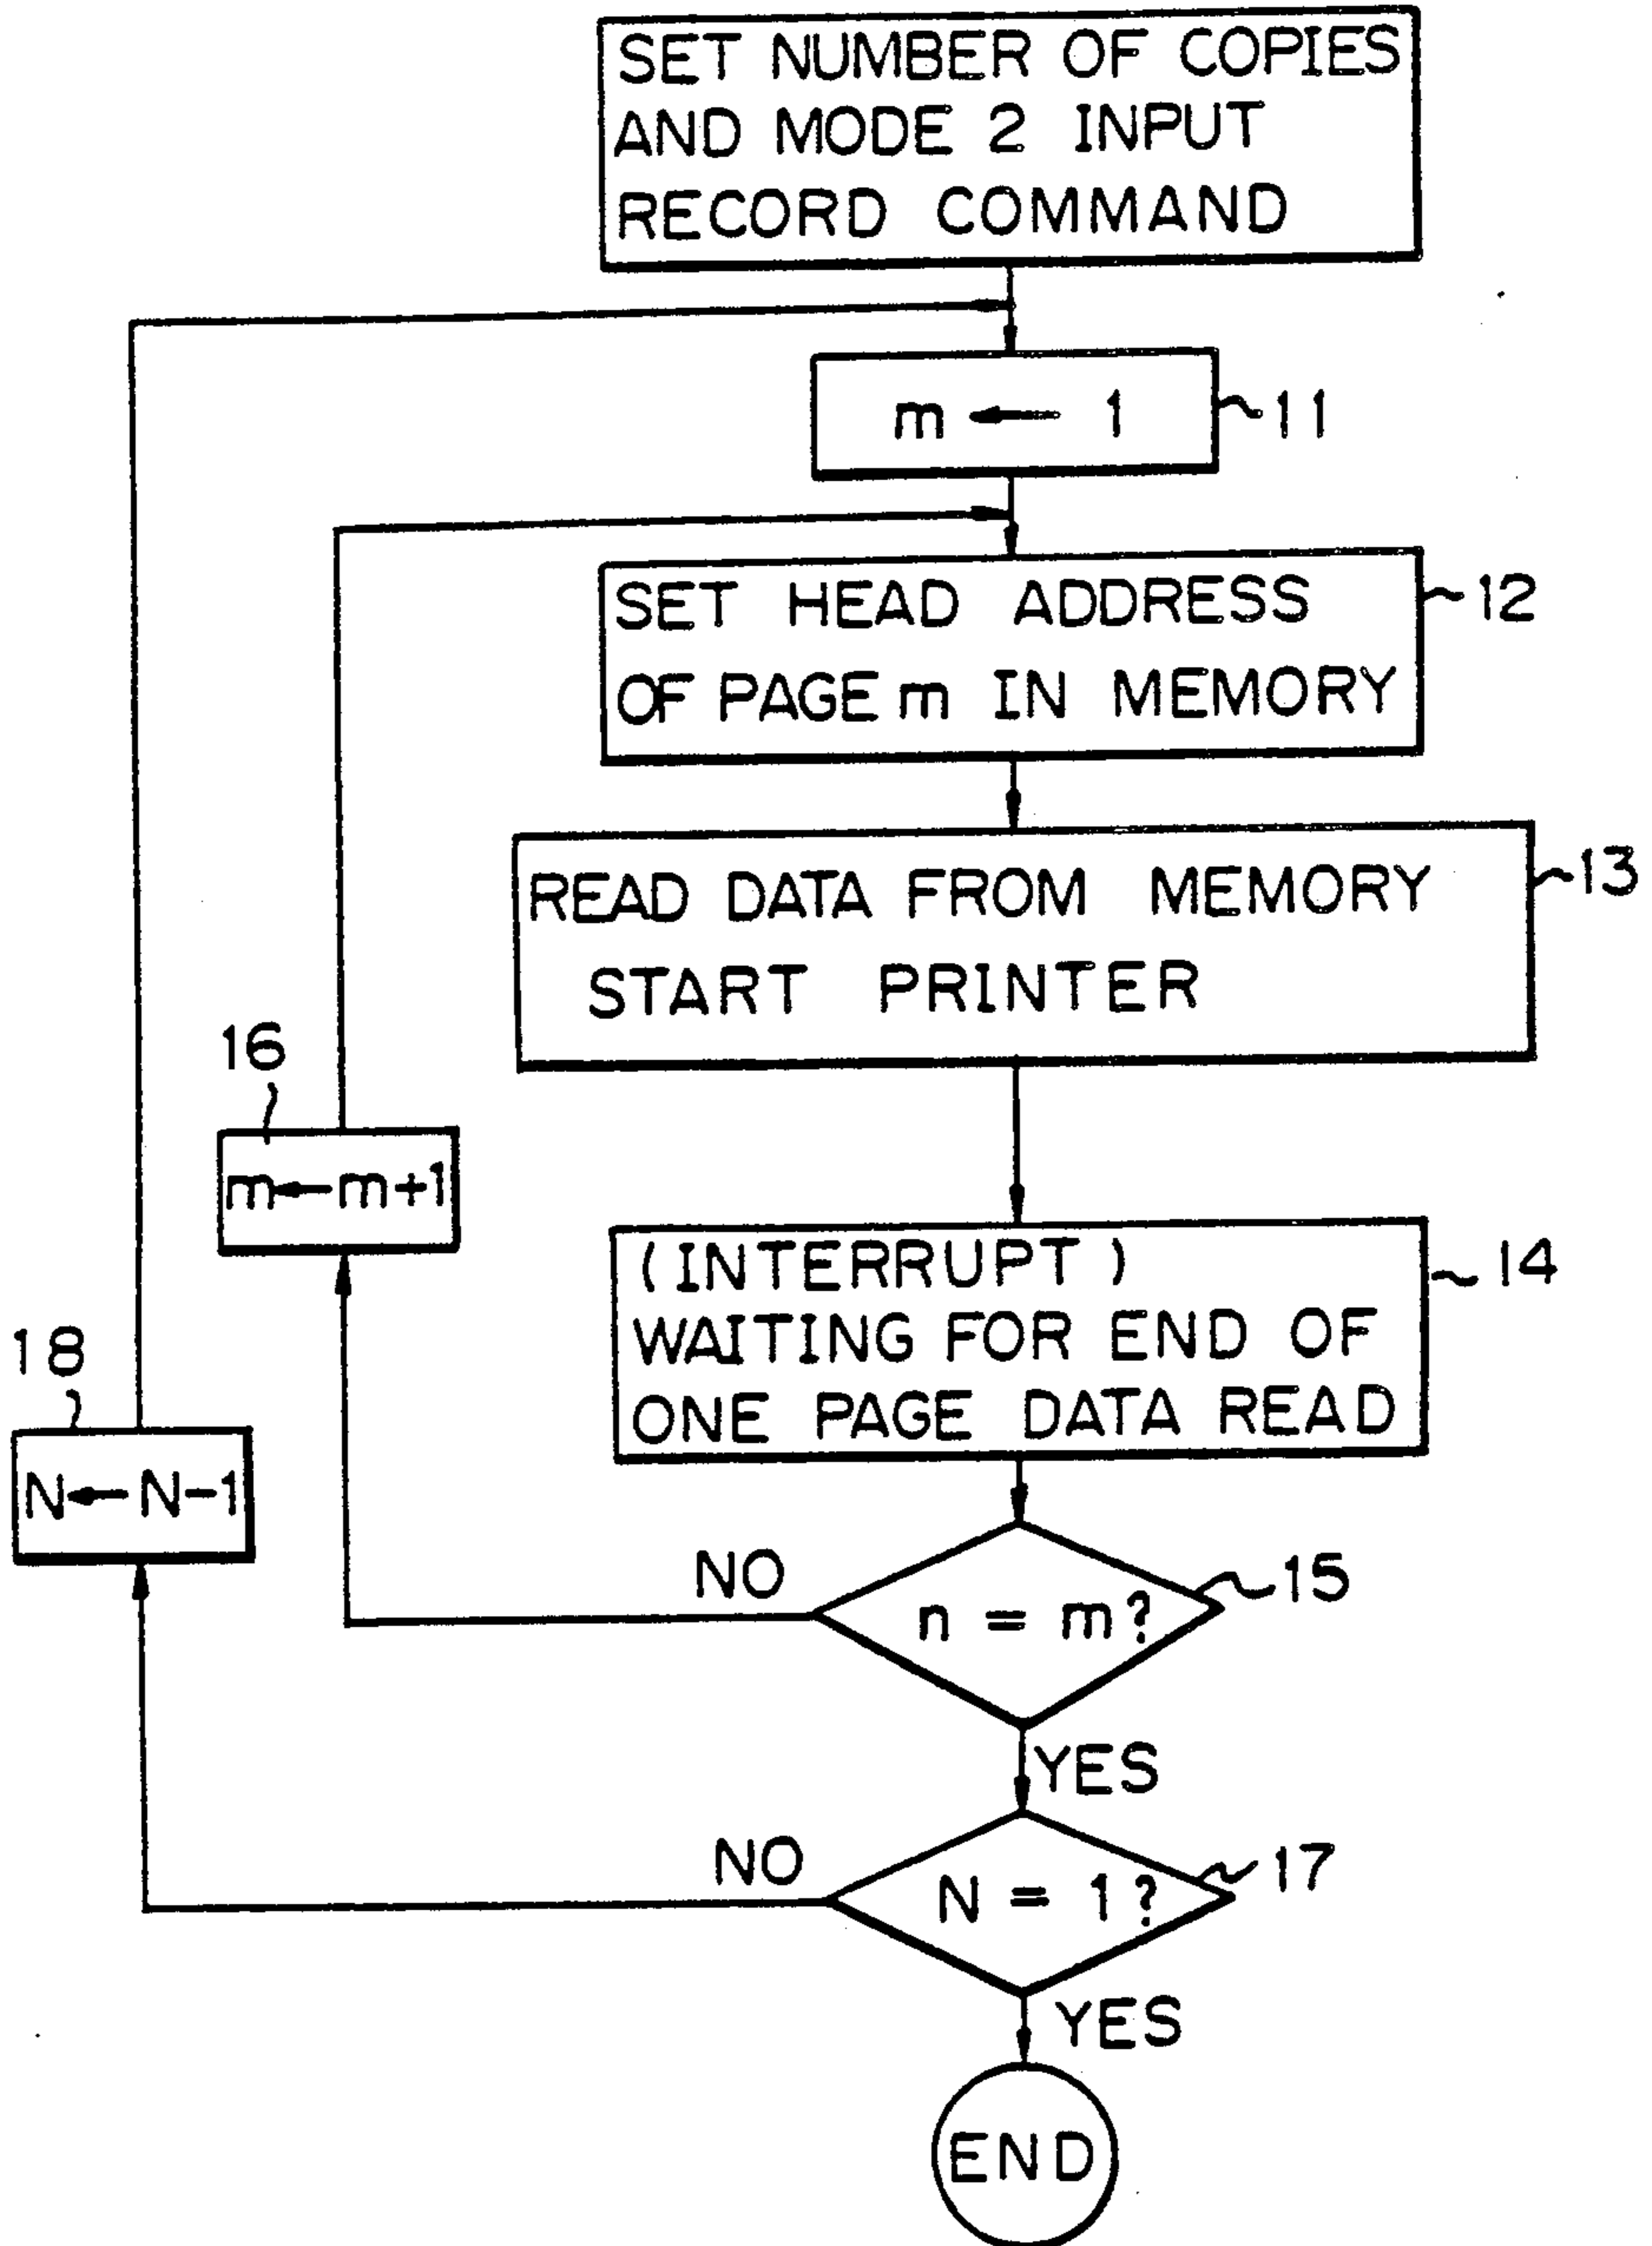 SET NUMBER OF COPIES
AND MODE 2 INPUT
RECORD COMMAND
m ← 1
11
SET HEAD ADDRESS
OF PAGE m IN MEMORY
12
READ DATA FROM MEMORY
START PRINTER
13
16
m←m+1
(INTERRUPT)
WAITING FOR END OF
ONE PAGE DATA READ
14
18
N←N-1
NO
n = m?
15
YES
NO
N = 1?
17
YES
END